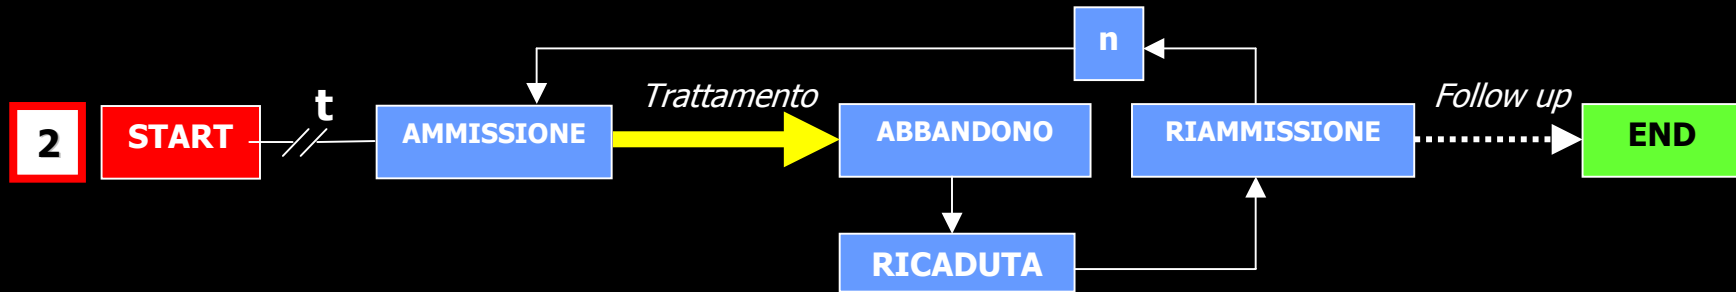 n
Trattamento
Follow up
2
START
t
AMMISSIONE
ABBANDONO
RIAMMISSIONE
END
RICADUTA